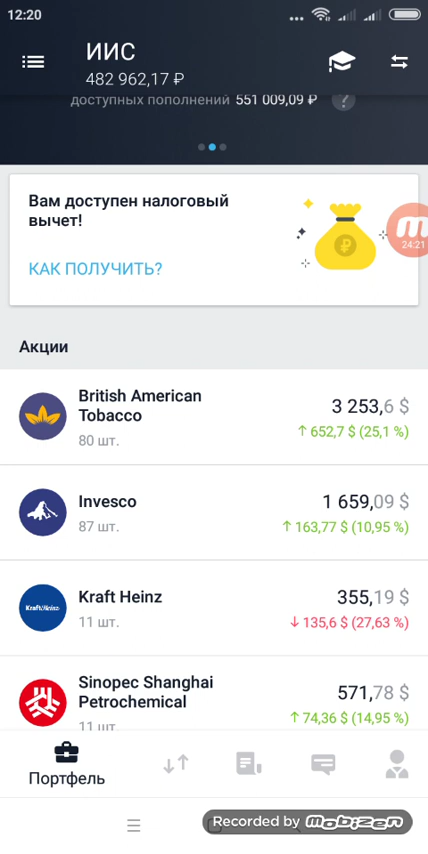 12:20
ИИС
482 962,17 ₽
доступных пополнений 551 009,09 ₽ ?
Вам доступен налоговый
вычет!
КАК ПОЛУЧИТЬ?
24:21
Акции
British American
Tobacco
3 253,6 $
80 шт.
↑ 652,7 $ (25,1 %)
Invesco
1 659,09 $
87 шт.
↑ 163,77 $ (10,95 %)
Kraft Heinz
Kraft Heinz
355,19 $
11 шт.
↓ 135,6 $ (27,63 %)
Sinopec Shanghai
Petrochemical
571,78 $
11 шт.
↑ 74,36 $ (14,95 %)
Портфель
Recorded by mobizen